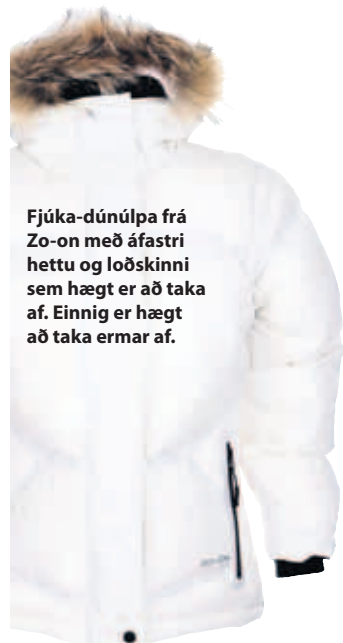 Fjúka-dúnúlpa frá
Zo-on með áfastri
hettu og loðskinni
sem hægt er að taka
af. Einnig er hægt
að taka ermar af.